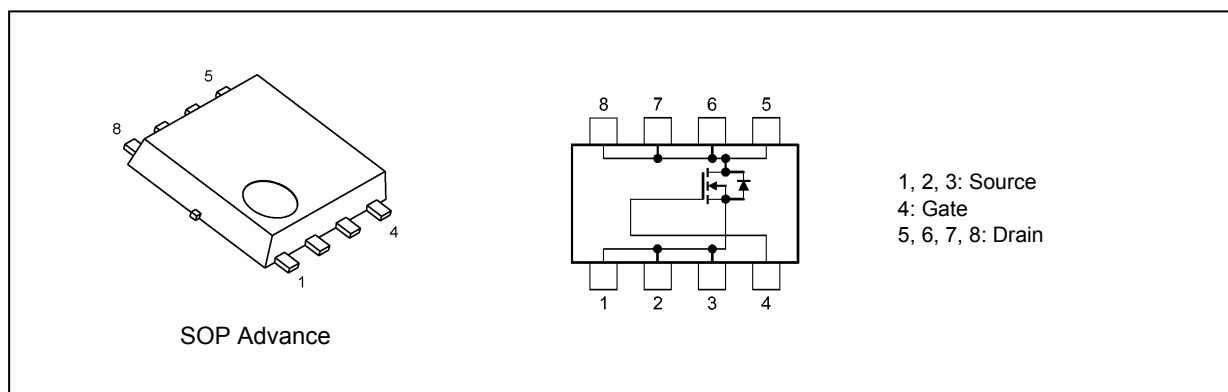 5
8
4
1
SOP Advance
8 7 6 5
1 2 3 4
1, 2, 3: Source
4: Gate
5, 6, 7, 8: Drain